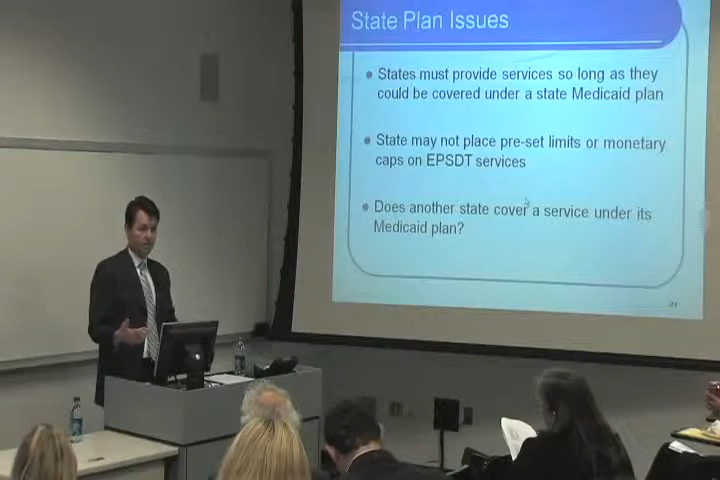 State Plan Issues
States must provide services so long as they
could be covered under a state Medicaid plan
State may not place pre-set limits or monetary
caps on EPSDT services
Does another state cover a service under its
Medicaid plan?